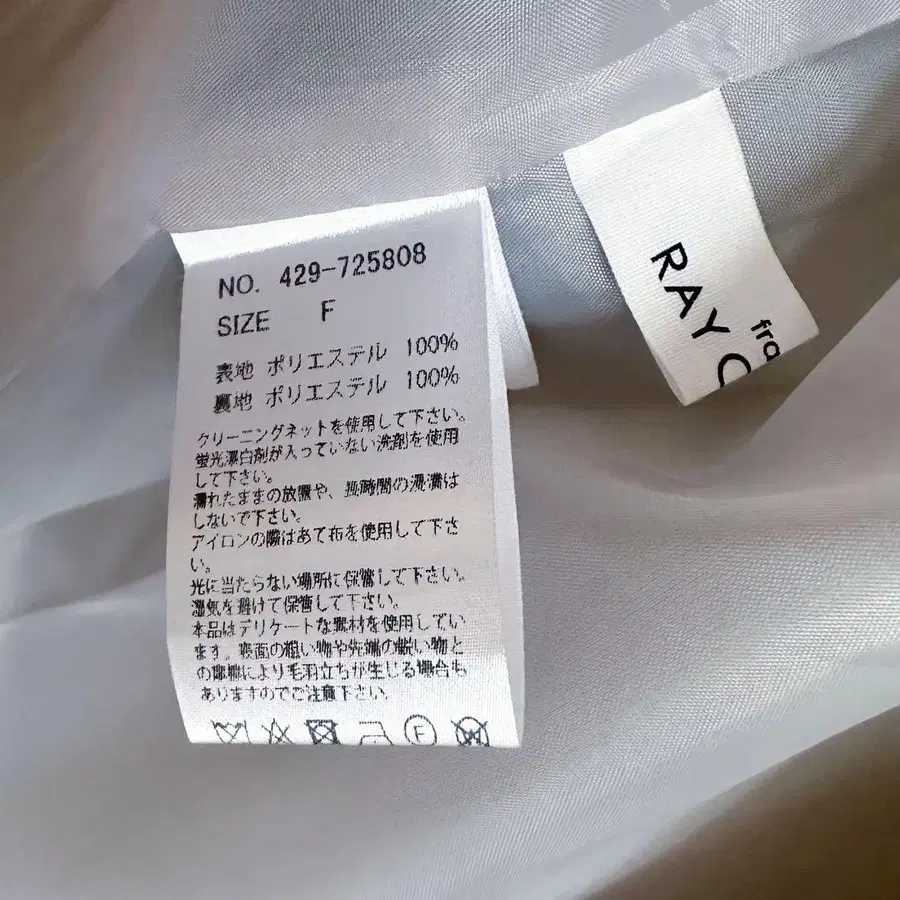 NO. 429-725808
SIZE F
表地 ポリエステル 100%
裏地 ポリエステル 100%
クリーニングネットを使用して下さい。
蛍光漂白剤が入っていない洗剤を使用
して下さい。
濡れたままの放置や、長時間の浸漬は
しないで下さい。
アイロンの際はあて布を使用して下さ
い。
光に当たらない場所に保管して下さい。
湿気を避けて保管して下さい。
本品はデリケートな素材を使用してい
ます。表面の粗い物や先端の鋭い物と
の摩擦により毛羽立ちが生じる場合も
ありますのでご注意下さい。
F
W
RAY C
fra